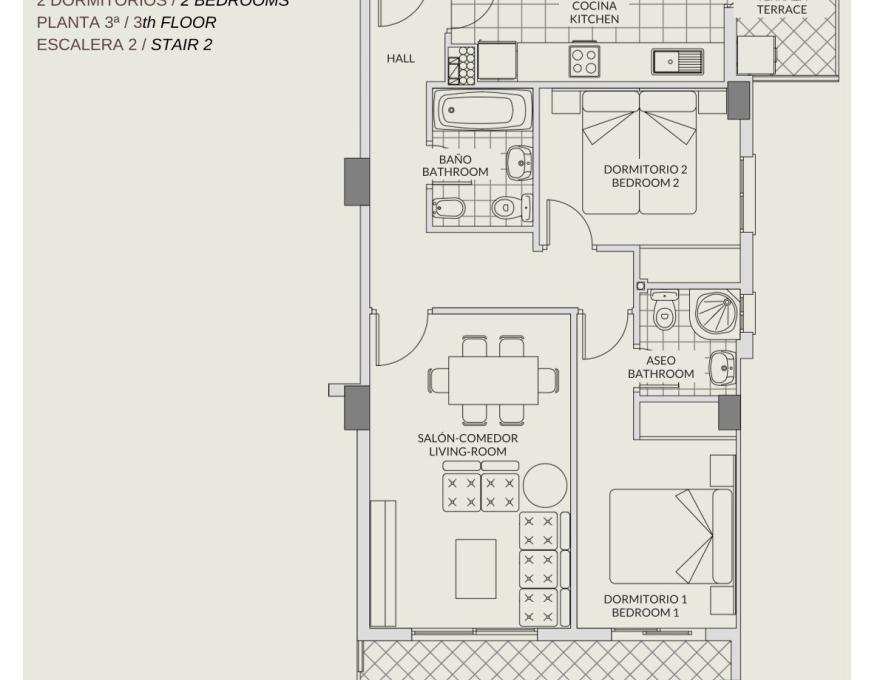 2 DORMITORIOS / 2 BEDROOMS
PLANTA 3ª / 3th FLOOR
ESCALERA 2 / STAIR 2
COCINA
KITCHEN
TERRACE
HALL
BAÑO
BATHROOM
DORMITORIO 2
BEDROOM 2
ASEO
BATHROOM
SALÓN-COMEDOR
LIVING-ROOM
DORMITORIO 1
BEDROOM 1